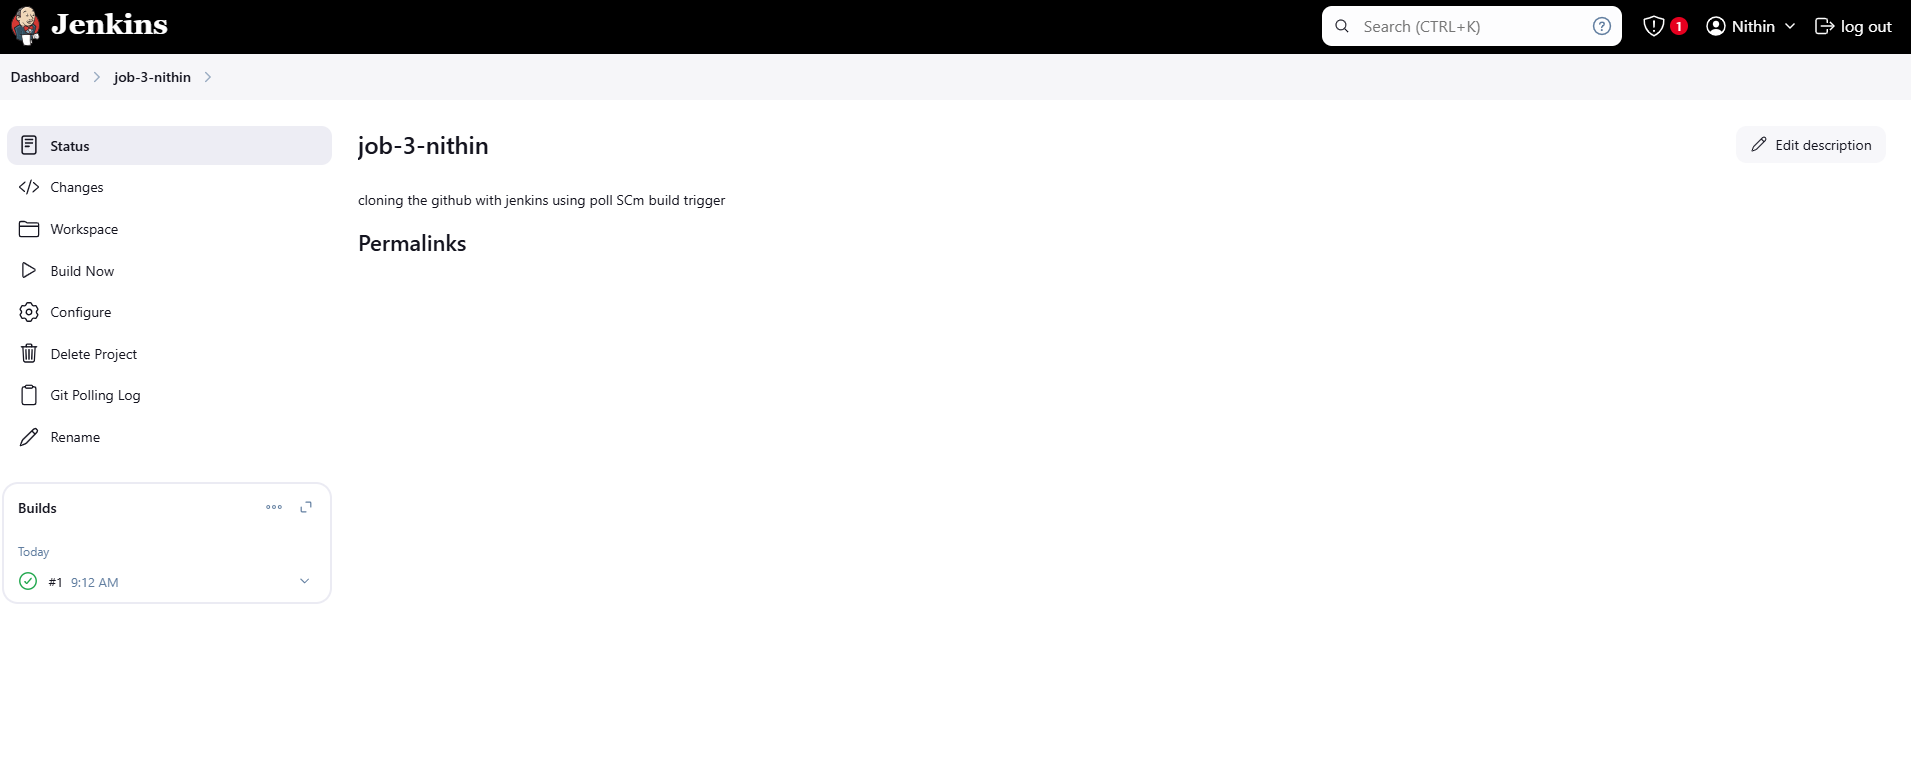 Jenkins
Search (CTRL+K)
1
Nithin
log out
Dashboard
job-3-nithin
Status
Changes
Workspace
Build Now
Configure
Delete Project
Git Polling Log
Rename
Builds
Today
#1 9:12 AM
job-3-nithin
Edit description
cloning the github with jenkins using poll SCm build trigger
Permalinks